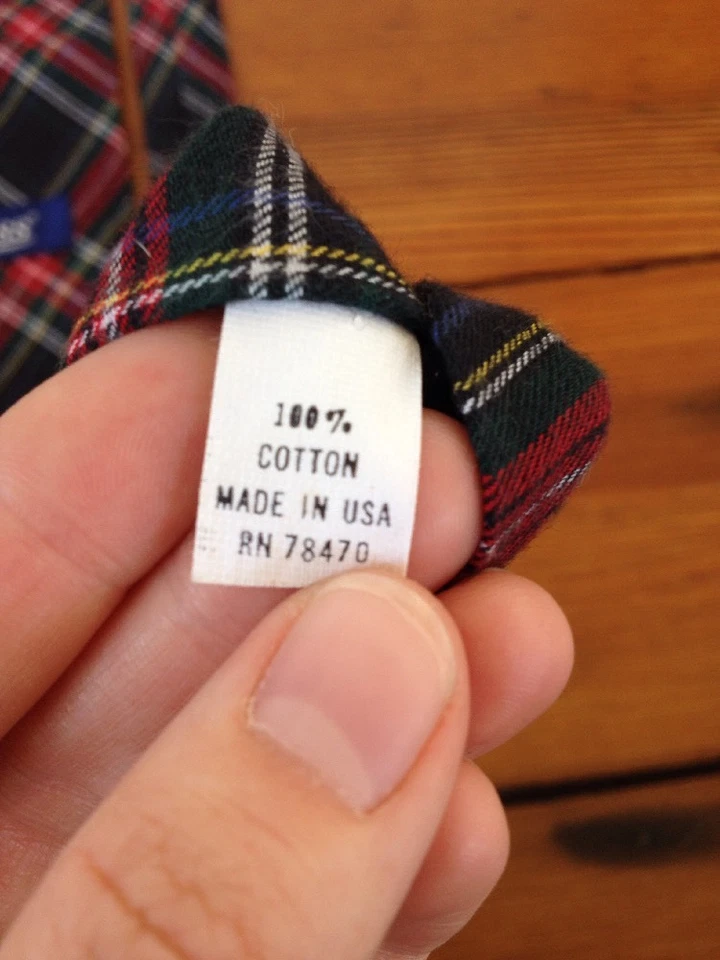 100%
COTTON
MADE IN USA
RN 78470